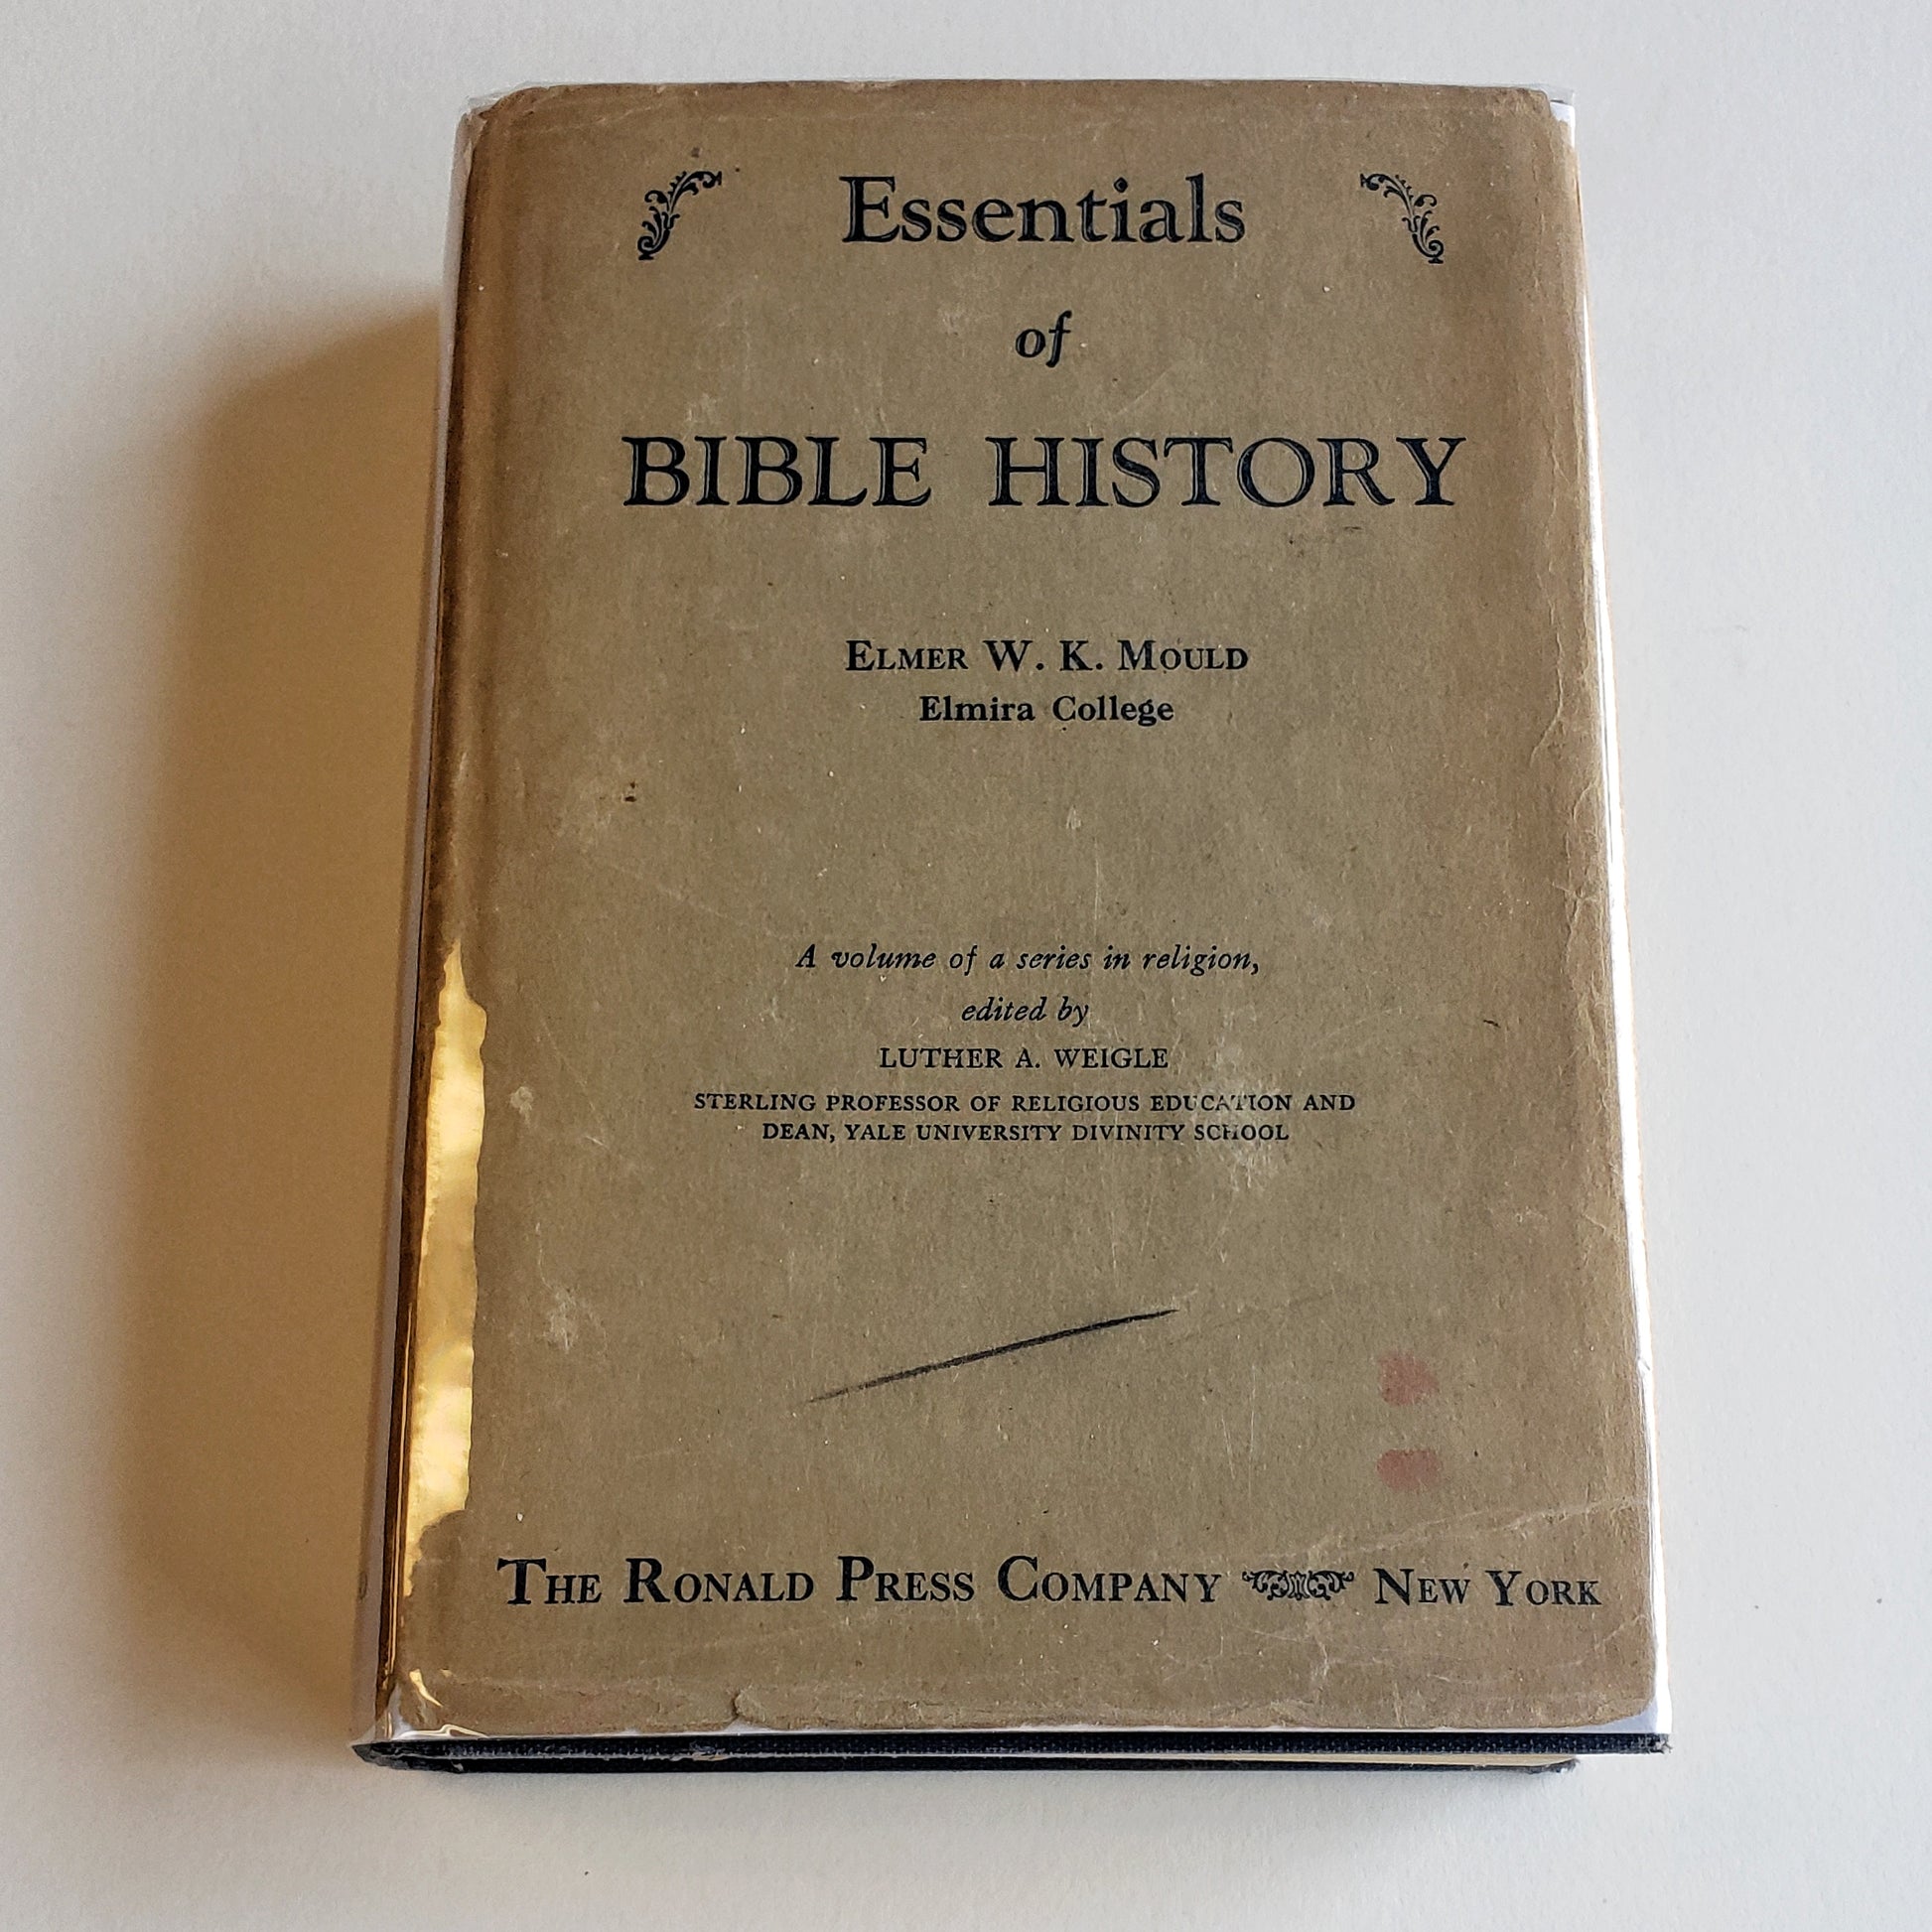 Essentials
of
BIBLE HISTORY
ELMER W. K. MOULD
Elmira College
A volume of a series in religion,
edited by
LUTHER A. WEIGLE
STERLING PROFESSOR OF RELIGIOUS EDUCATION AND
DEAN, YALE UNIVERSITY DIVINITY SCHOOL
THE RONALD PRESS COMPANY NEW YORK